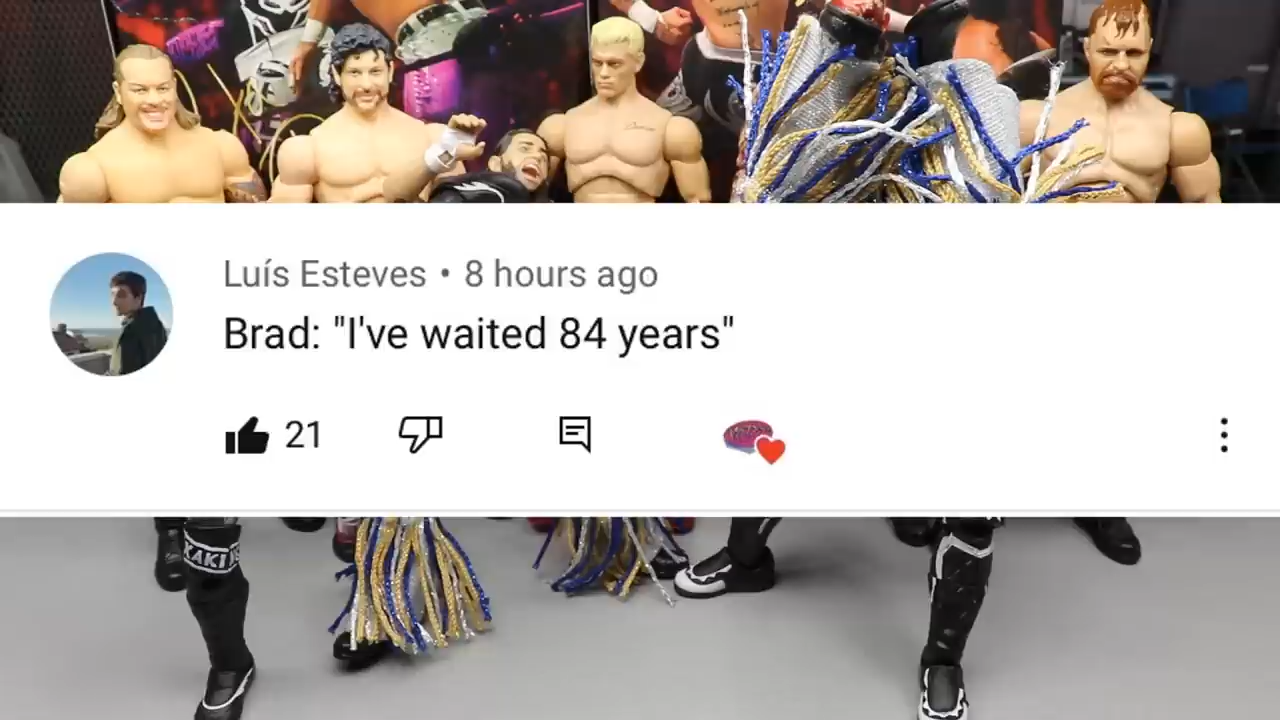 Luís Esteves • 8 hours ago
Brad: "I've waited 84 years"
21